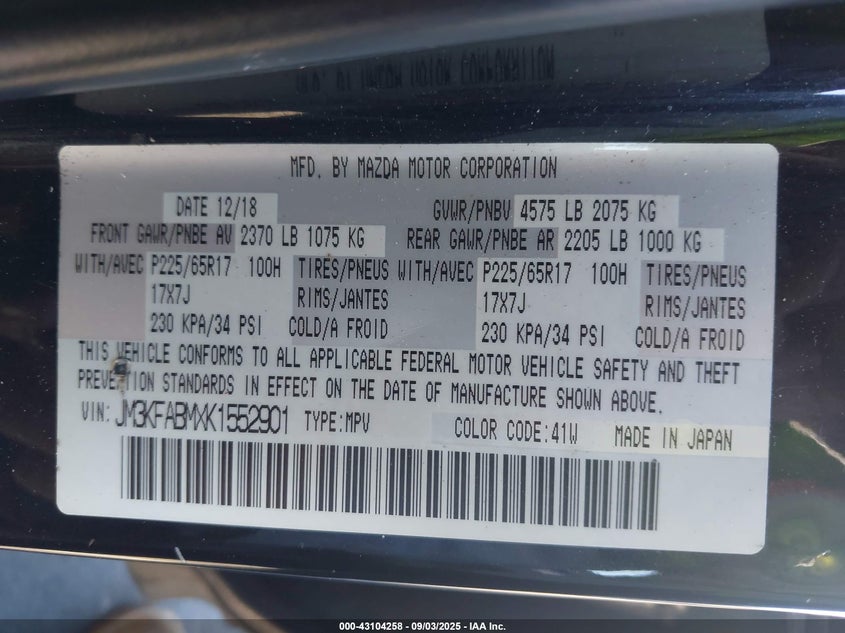 MFD. BY MAZDA MOTOR CORPORATION
DATE 12/18 GVWR/PNBV 4575 LB 2075 KG
FRONT GAWR/PNBE AV 2370 LB 1075 KG REAR GAWR/PNBE AR 2205 LB 1000 KG
WITH/AVEC P225/65R17 100H TIRES/PNEUS WITH/AVEC P225/65R17 100H TIRES/PNEUS
17X7J RIMS/JANTES 17X7J RIMS/JANTES
230 KPA/34 PSI COLD/A FROID 230 KPA/34 PSI COLD/A FROID
THIS VEHICLE CONFORMS TO ALL APPLICABLE FEDERAL MOTOR VEHICLE SAFETY AND THEFT
PREVENTION STANDARDS IN EFFECT ON THE DATE OF MANUFACTURE SHOWN ABOVE.
VIN: JM3KFABMXK1552901 TYPE:MPV COLOR CODE:41W MADE IN JAPAN
000-43104258 - 09/03/2025 - IAA Inc.